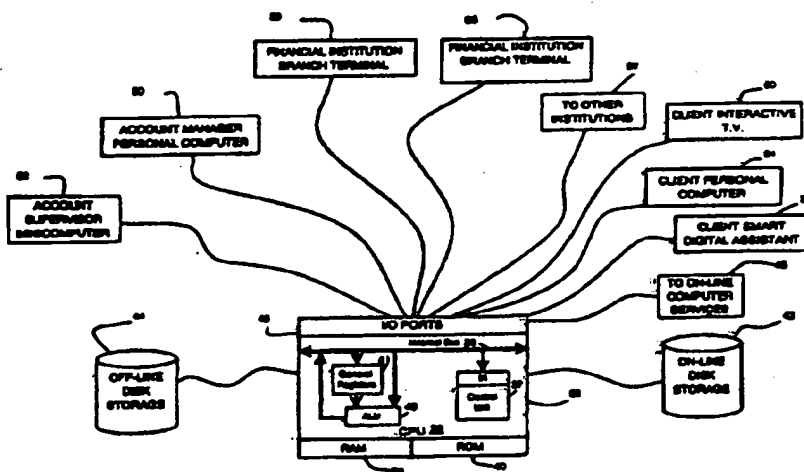 FINANCIAL INSTITUTION
BRANCH TERMINAL
FINANCIAL INSTITUTION
BRANCH TERMINAL
TO OTHER
INSTITUTIONS
CLIENT INTERACTIVE
T.V.
ACCOUNT MANAGER
PERSONAL COMPUTER
CLIENT PERSONAL
COMPUTER
ACCOUNT
SUPERVISOR
MINICOMPUTER
CLIENT SMART
DIGITAL ASSISTANT
TO ON-LINE
COMPUTER
SERVICES
I/O PORTS
Internal Bus
General
Registers
ALU
Control
Unit
CPU
RAM
ROM
OFF-LINE
DISK
STORAGE
ON-LINE
DISK
STORAGE